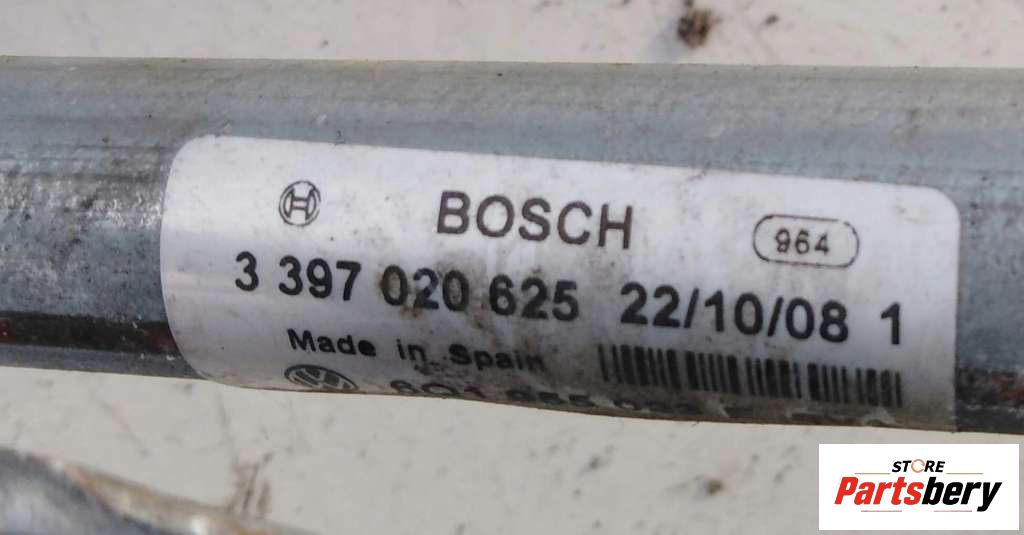 BOSCH
964
3 397 020 625 22/10/08 1
Made in Spain
STORE
Partsbery